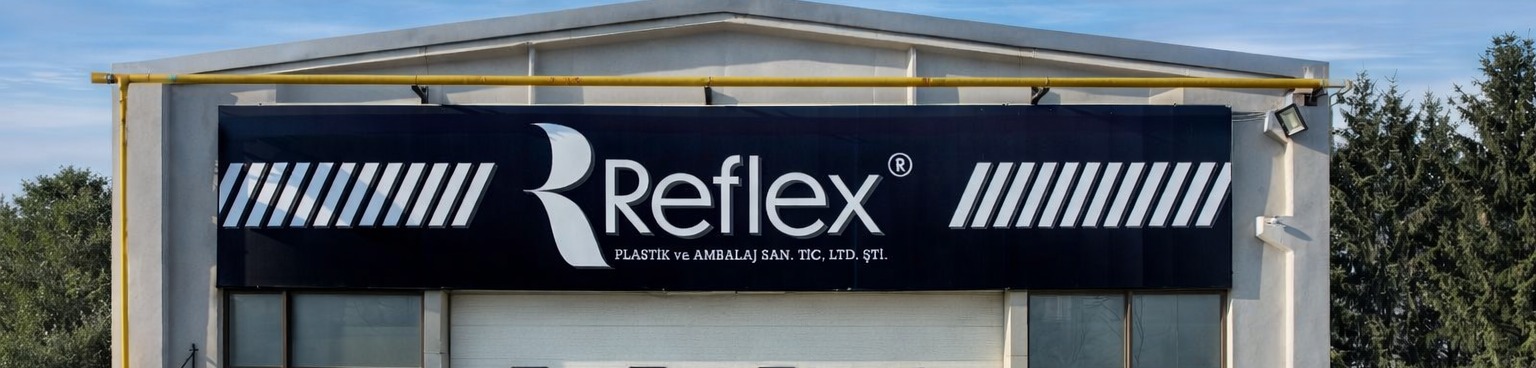 Reflex®
PLASTİK ve AMBALAJ SAN. TİC, LTD. ŞTİ.